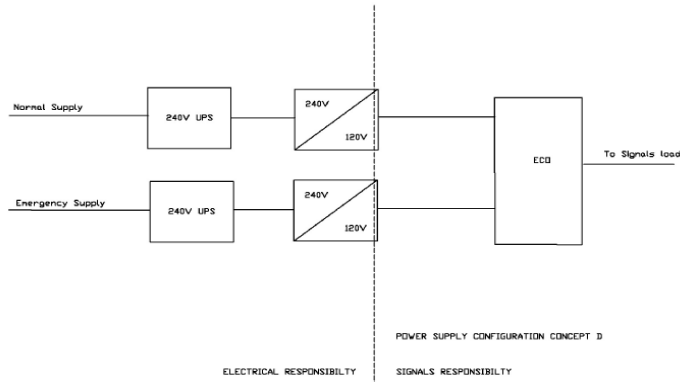 Normal Supply
240V UPS
240V
120V
ECO
To Signals load
Emergency Supply
240V UPS
240V
120V
POWER SUPPLY CONFIGURATION CONCEPT D
ELECTRICAL RESPONSIBILTY
SIGNALS RESPONSIBILTY